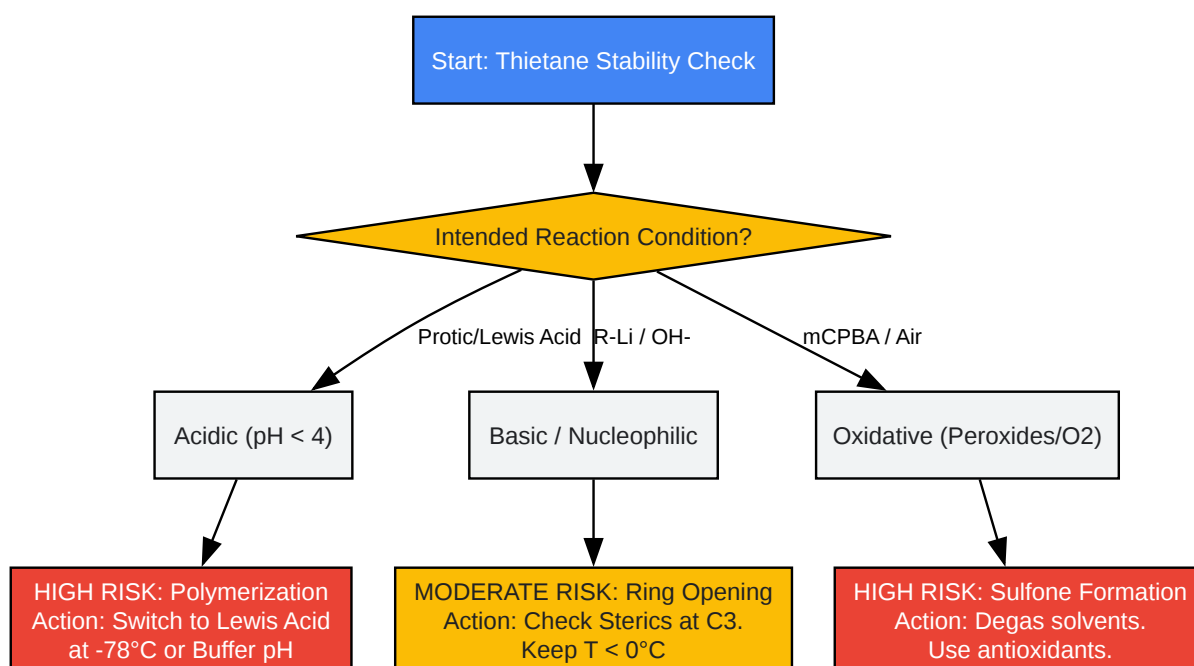 Start: Thietane Stability Check
Intended Reaction Condition?
Protic/Lewis Acid
R-Li / OH-
mCPBA / Air
Acidic (pH < 4)
Basic / Nucleophilic
Oxidative (Peroxides/O2)
HIGH RISK: Polymerization
Action: Switch to Lewis Acid
at -78°C or Buffer pH
MODERATE RISK: Ring Opening
Action: Check Sterics at C3.
Keep T < 0°C
HIGH RISK: Sulfone Formation
Action: Degas solvents.
Use antioxidants.